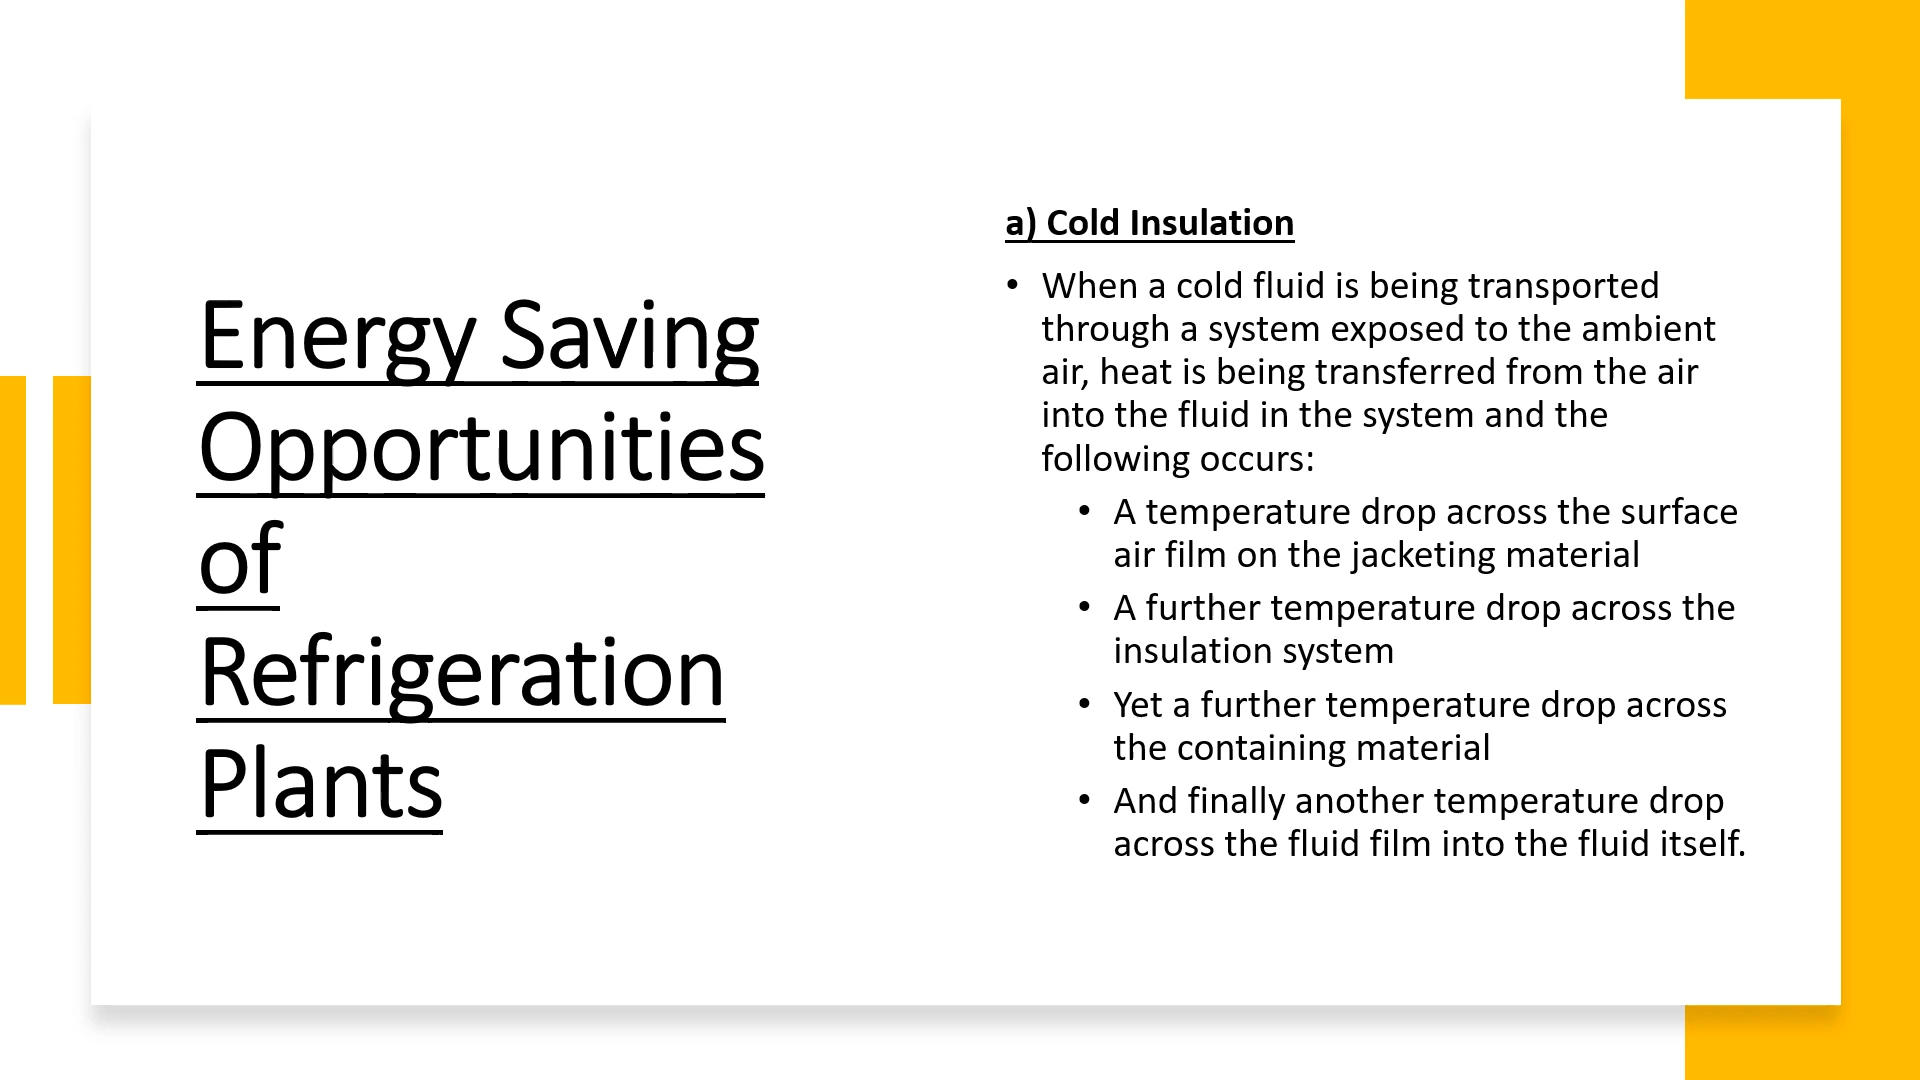 Energy Saving
Opportunities
of
Refrigeration
Plants
a) Cold Insulation
• When a cold fluid is being transported
through a system exposed to the ambient
air, heat is being transferred from the air
into the fluid in the system and the
following occurs:
• A temperature drop across the surface
air film on the jacketing material
• A further temperature drop across the
insulation system
• Yet a further temperature drop across
the containing material
• And finally another temperature drop
across the fluid film into the fluid itself.